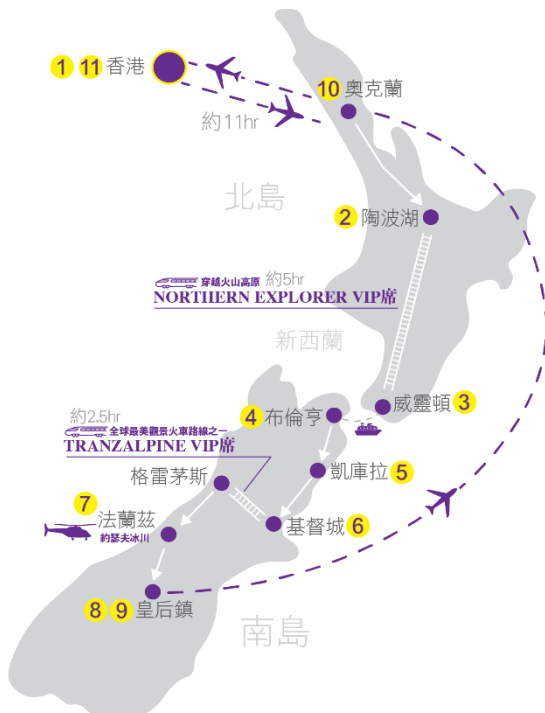 1 11 香港
10 奧克蘭
約11hr
北島
2 陶波湖
穿越火山高原 約5hr
NORTHERN EXPLORER VIP席
新西蘭
威靈頓 3
4 布倫亨
約2.5hr
全球最美觀景火車路線之一
TRANZALPINE VIP席
格雷茅斯
凱庫拉 5
7
法蘭茲
約瑟夫冰川
基督城 6
8 9 皇后鎮
南島